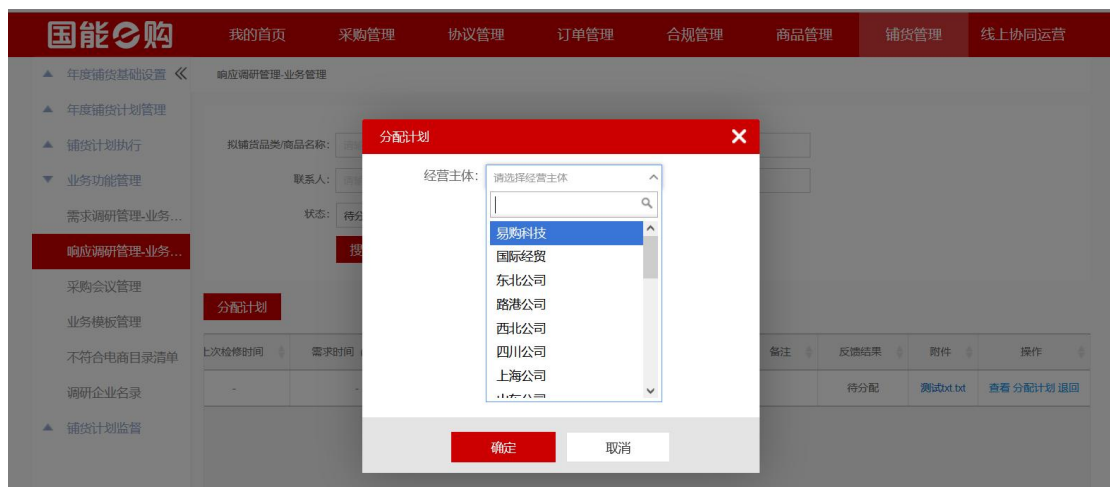 国能e购
我的首页 采购管理 协议管理 订单管理 合规管理 商品管理 铺货管理 线上协同运营
年度铺货基础设置
响应调研管理-业务管理
年度铺货计划管理
铺货计划执行
业务功能管理
需求调研管理-业务...
响应调研管理-业务...
采购会议管理
业务模板管理
不符合电商目录清单
调研企业名录
铺货计划监督
拟铺货品类/商品名称:
联系人:
状态: 待分
搜
分配计划
上次检修时间 需求时间 备注 反馈结果 附件 操作
- - 待分配 测试txt.txt 查看 分配计划 退回
分配计划
经营主体: 请选择经营主体
易购科技
国际经贸
东北公司
路港公司
西北公司
四川公司
上海公司
山东公司
确定 取消